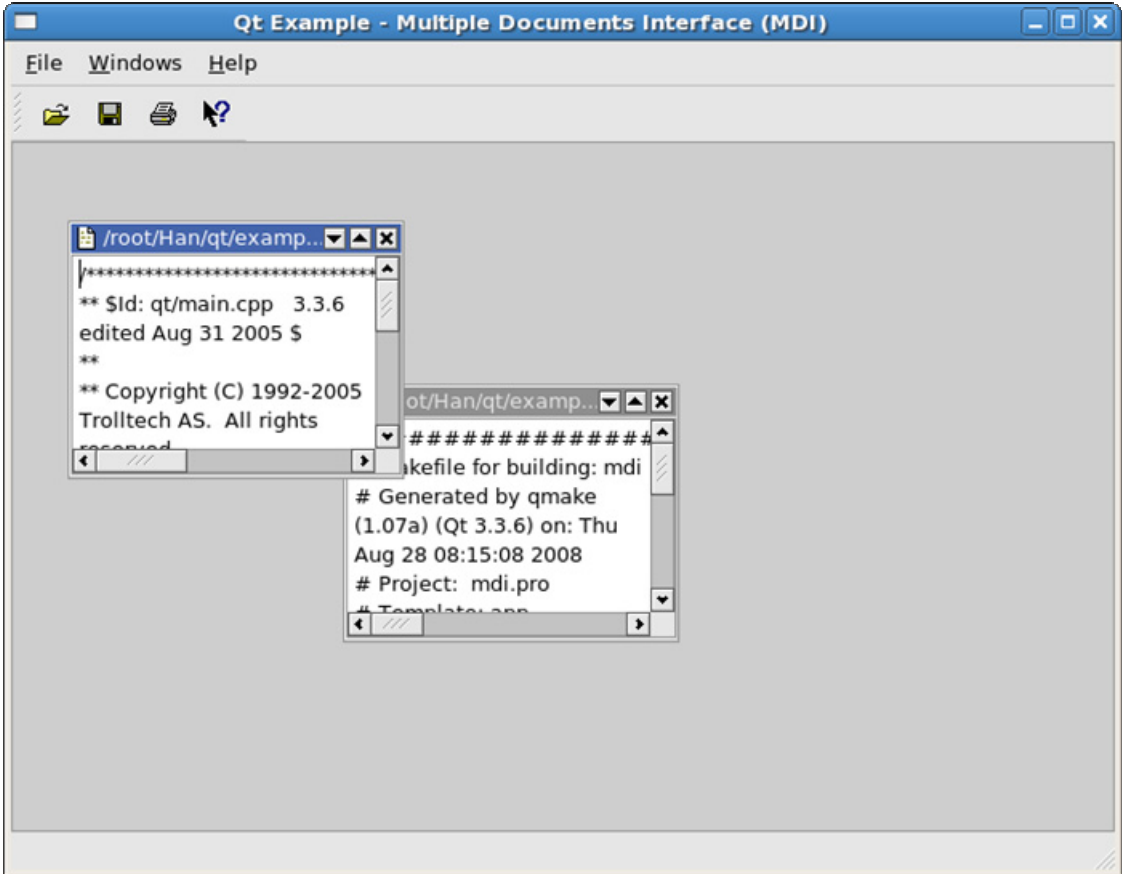 Qt Example - Multiple Documents Interface (MDI)
File Windows Help
/root/Han/qt/examp...
/******************************
** $Id: qt/main.cpp 3.3.6
edited Aug 31 2005 $
**
** Copyright (C) 1992-2005
Trolltech AS. All rights
reserved
ot/Han/qt/examp...
##############
akefile for building: mdi
# Generated by qmake
(1.07a) (Qt 3.3.6) on: Thu
Aug 28 08:15:08 2008
# Project: mdi.pro
# Template: app